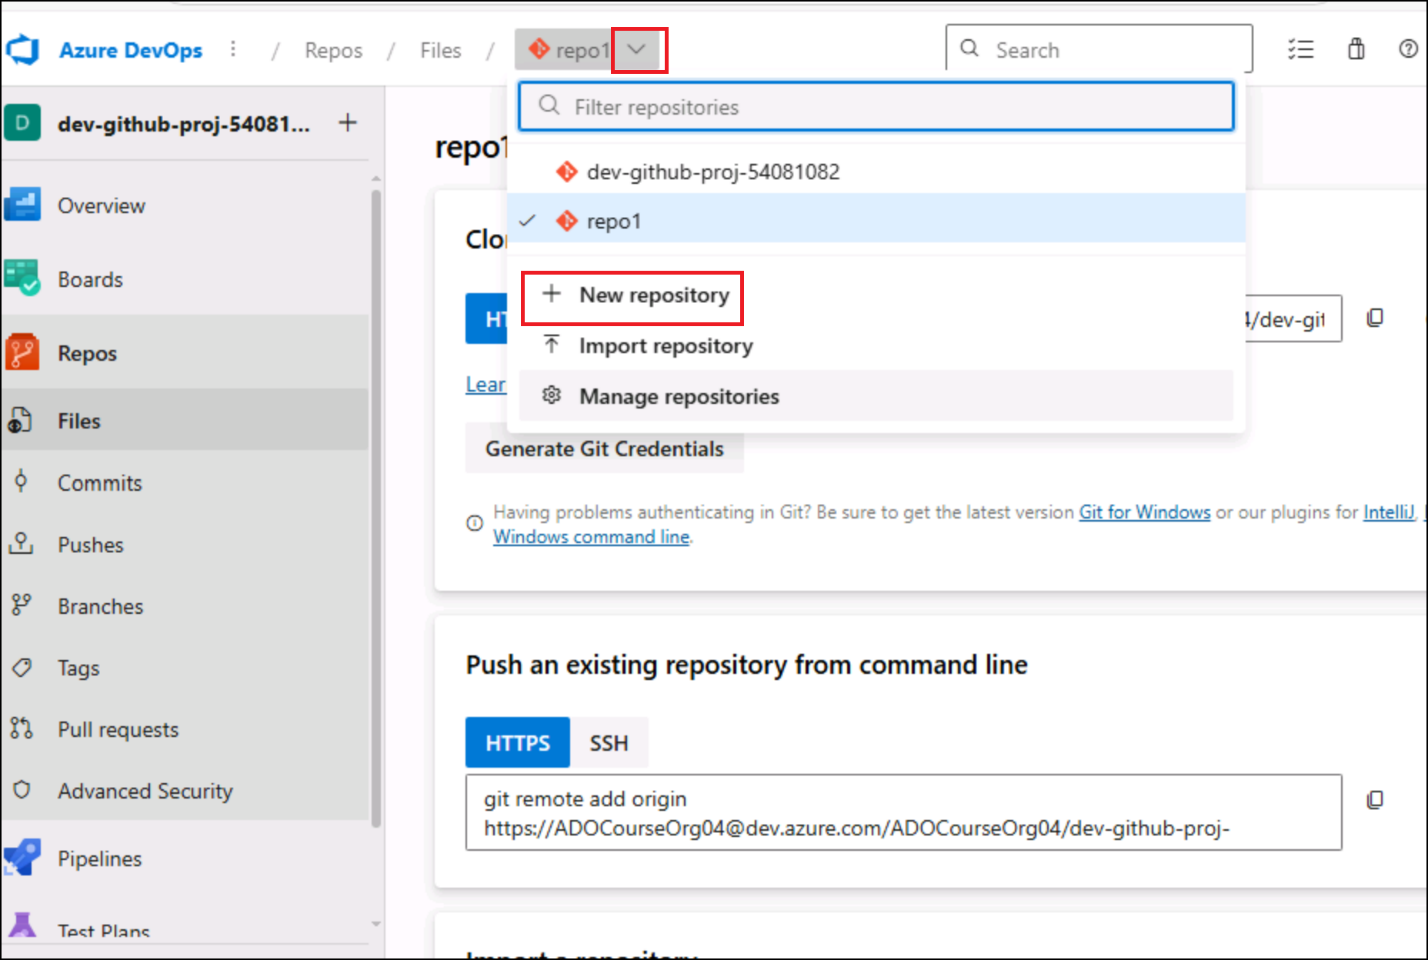 Azure DevOps / Repos / Files / repo1
Search
Filter repositories
dev-github-proj-54081082
repo1
New repository
Import repository
Manage repositories
D dev-github-proj-54081...
Overview
Boards
Repos
Files
Commits
Pushes
Branches
Tags
Pull requests
Advanced Security
Pipelines
Test Plans
repo1
Clo
HT
4/dev-git
Lear
Generate Git Credentials
Having problems authenticating in Git? Be sure to get the latest version Git for Windows or our plugins for IntelliJ,
Windows command line.
Push an existing repository from command line
HTTPS SSH
git remote add origin
https://ADOCourseOrg04@dev.azure.com/ADOCourseOrg04/dev-github-proj-
Import a repository